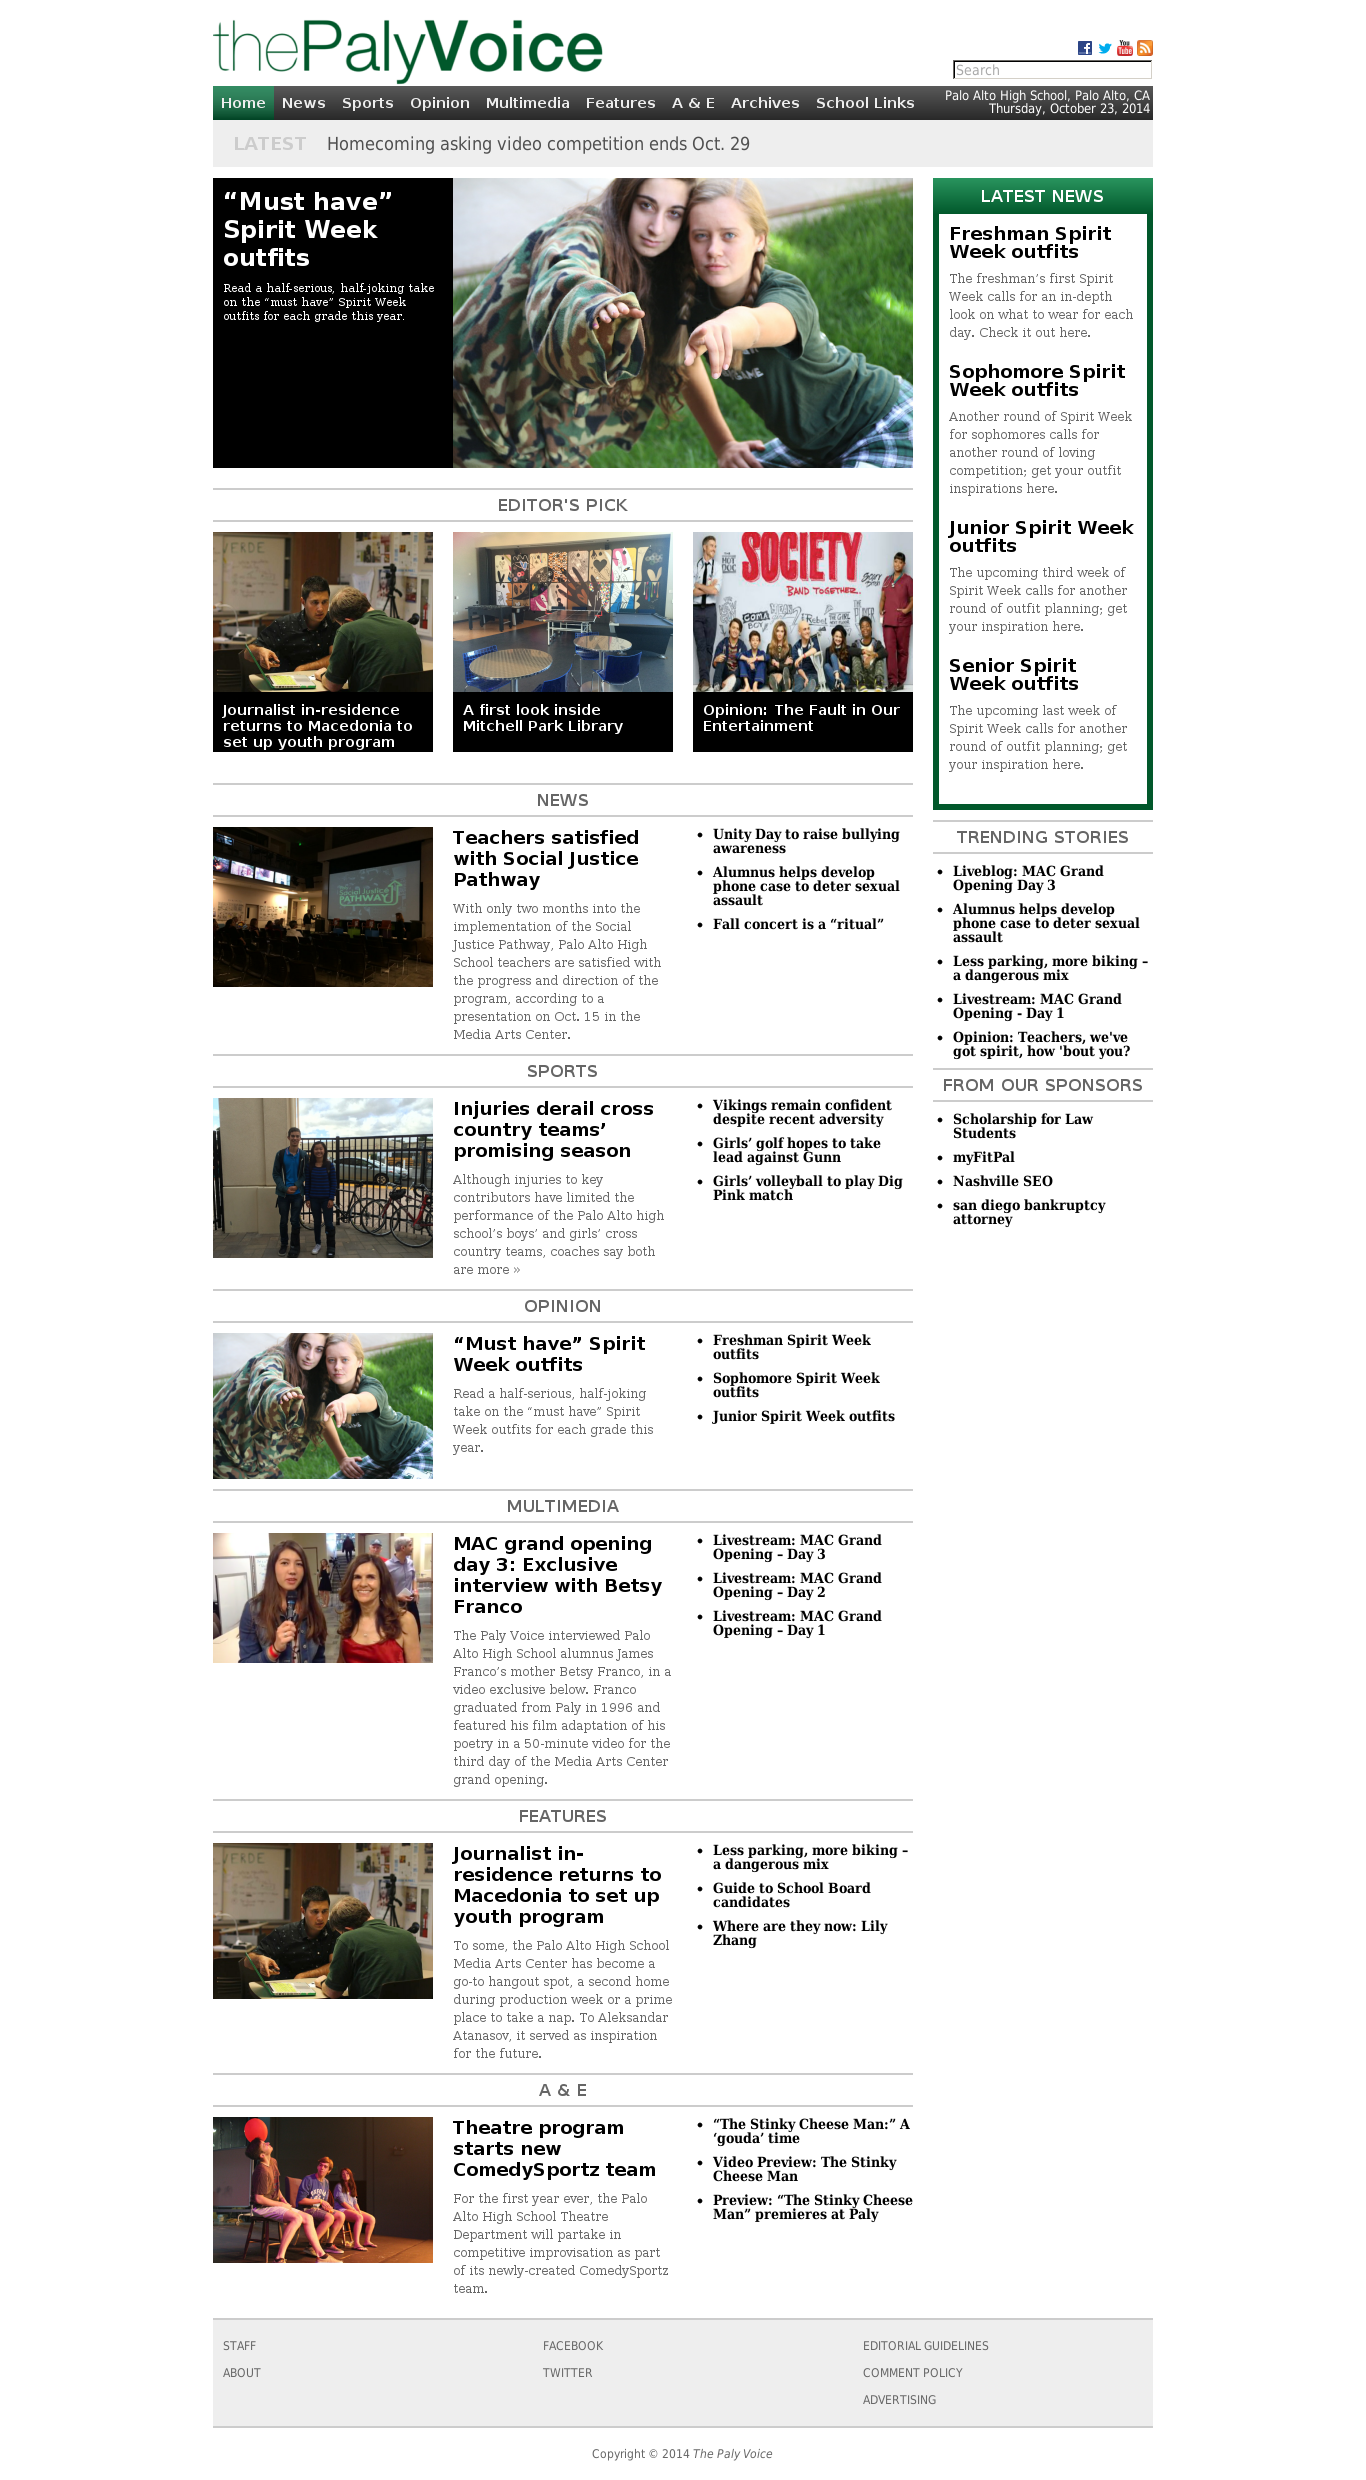 thePalyVoice
Search
Home News Sports Opinion Multimedia Features A & E Archives School Links
Palo Alto High School, Palo Alto, CA
Thursday, October 23, 2014
LATEST Homecoming asking video competition ends Oct. 29
“Must have”
Spirit Week
outfits
Read a half-serious, half-joking take
on the “must have” Spirit Week
outfits for each grade this year.
EDITOR'S PICK
VERDE
Journalist in-residence
returns to Macedonia to
set up youth program
A first look inside
Mitchell Park Library
SOCIETY
BAND TOGETHER.
Opinion: The Fault in Our
Entertainment
NEWS
Social Justice
PATHWAY
Teachers satisfied
with Social Justice
Pathway
With only two months into the
implementation of the Social
Justice Pathway, Palo Alto High
School teachers are satisfied with
the progress and direction of the
program, according to a
presentation on Oct. 15 in the
Media Arts Center.
Unity Day to raise bullying
awareness
Alumnus helps develop
phone case to deter sexual
assault
Fall concert is a “ritual”
SPORTS
Injuries derail cross
country teams’
promising season
Although injuries to key
contributors have limited the
performance of the Palo Alto high
school’s boys’ and girls’ cross
country teams, coaches say both
are more »
Vikings remain confident
despite recent adversity
Girls’ golf hopes to take
lead against Gunn
Girls’ volleyball to play Dig
Pink match
OPINION
“Must have” Spirit
Week outfits
Read a half-serious, half-joking
take on the “must have” Spirit
Week outfits for each grade this
year.
Freshman Spirit Week
outfits
Sophomore Spirit Week
outfits
Junior Spirit Week outfits
MULTIMEDIA
MAC grand opening
day 3: Exclusive
interview with Betsy
Franco
The Paly Voice interviewed Palo
Alto High School alumnus James
Franco’s mother Betsy Franco, in a
video exclusive below. Franco
graduated from Paly in 1996 and
featured his film adaptation of his
poetry in a 50-minute video for the
third day of the Media Arts Center
grand opening.
Livestream: MAC Grand
Opening – Day 3
Livestream: MAC Grand
Opening – Day 2
Livestream: MAC Grand
Opening – Day 1
FEATURES
VERDE
Journalist in-
residence returns to
Macedonia to set up
youth program
To some, the Palo Alto High School
Media Arts Center has become a
go-to hangout spot, a second home
during production week or a prime
place to take a nap. To Aleksandar
Atanasov, it served as inspiration
for the future.
Less parking, more biking –
a dangerous mix
Guide to School Board
candidates
Where are they now: Lily
Zhang
A & E
Theatre program
starts new
ComedySportz team
For the first year ever, the Palo
Alto High School Theatre
Department will partake in
competitive improvisation as part
of its newly-created ComedySportz
team.
“The Stinky Cheese Man:” A
‘gouda’ time
Video Preview: The Stinky
Cheese Man
Preview: “The Stinky Cheese
Man” premieres at Paly
LATEST NEWS
Freshman Spirit
Week outfits
The freshman’s first Spirit
Week calls for an in-depth
look on what to wear for each
day. Check it out here.
Sophomore Spirit
Week outfits
Another round of Spirit Week
for sophomores calls for
another round of loving
competition; get your outfit
inspirations here.
Junior Spirit Week
outfits
The upcoming third week of
Spirit Week calls for another
round of outfit planning; get
your inspiration here.
Senior Spirit
Week outfits
The upcoming last week of
Spirit Week calls for another
round of outfit planning; get
your inspiration here.
TRENDING STORIES
Liveblog: MAC Grand
Opening Day 3
Alumnus helps develop
phone case to deter sexual
assault
Less parking, more biking –
a dangerous mix
Livestream: MAC Grand
Opening - Day 1
Opinion: Teachers, we've
got spirit, how 'bout you?
FROM OUR SPONSORS
Scholarship for Law
Students
myFitPal
Nashville SEO
san diego bankruptcy
attorney
STAFF
ABOUT
FACEBOOK
TWITTER
EDITORIAL GUIDELINES
COMMENT POLICY
ADVERTISING
Copyright © 2014 The Paly Voice